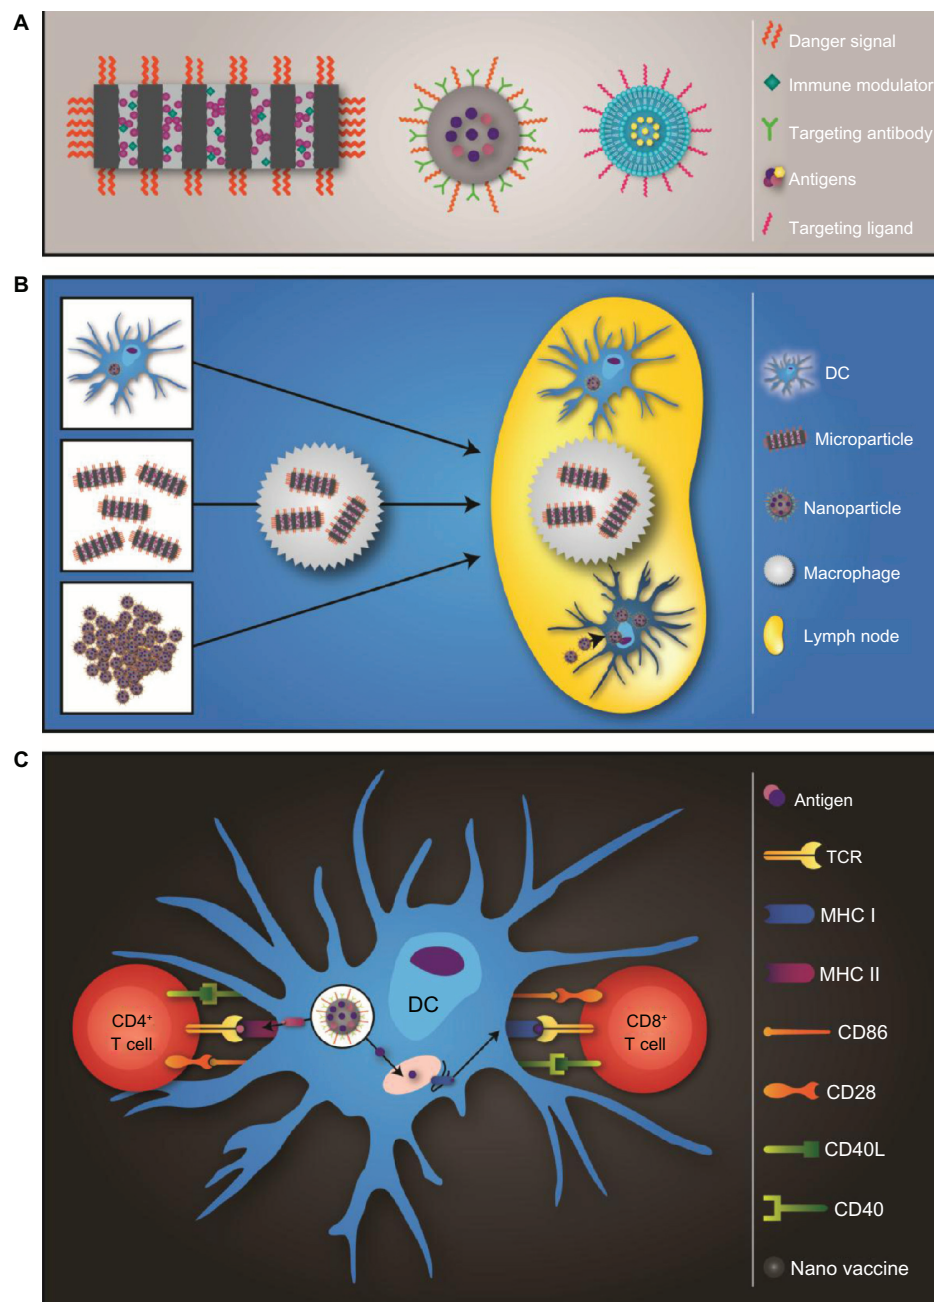 A
Danger signal
Immune modulator
Targeting antibody
Antigens
Targeting ligand
B
DC
Microparticle
Nanoparticle
Macrophage
Lymph node
C
Antigen
TCR
MHC I
MHC II
CD86
CD28
CD40L
CD40
Nano vaccine
CD4⁺
T cell
DC
CD8⁺
T cell